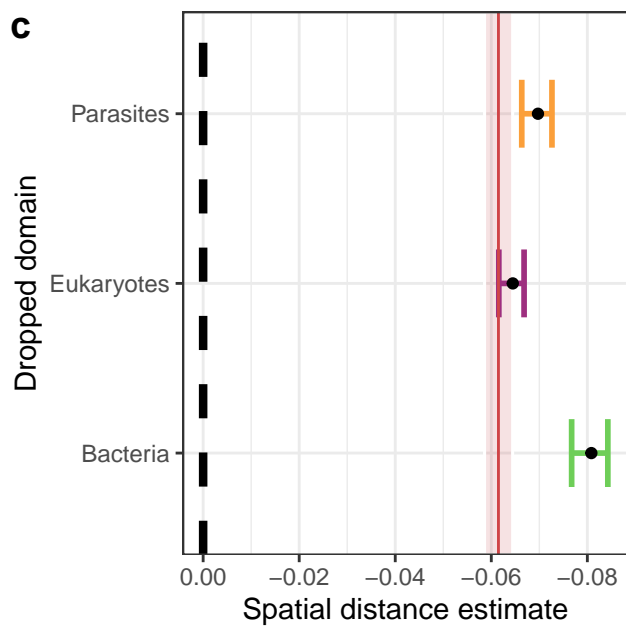 c
Dropped domain
Parasites
Eukaryotes
Bacteria
0.00 −0.02 −0.04 −0.06 −0.08
Spatial distance estimate